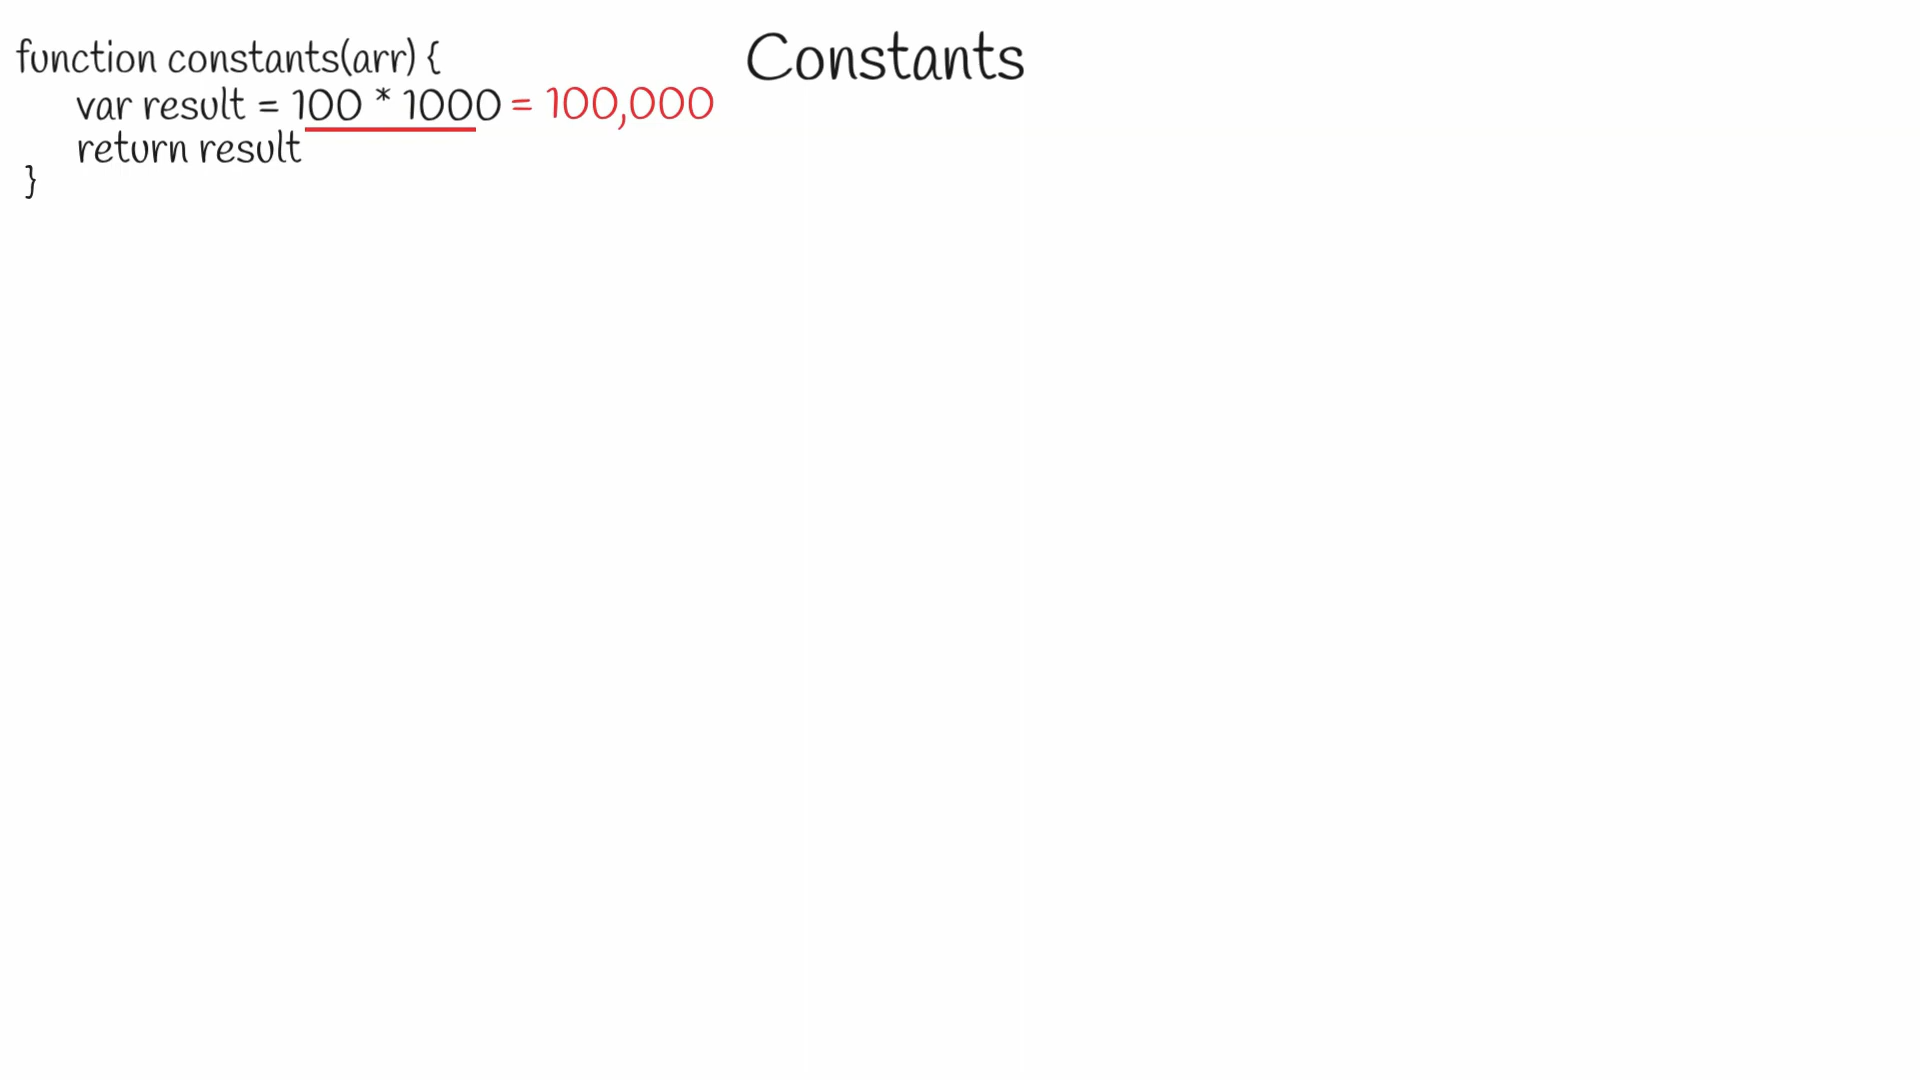 Constants
function constants(arr) {
var result = 100 * 1000 = 100,000
return result
}